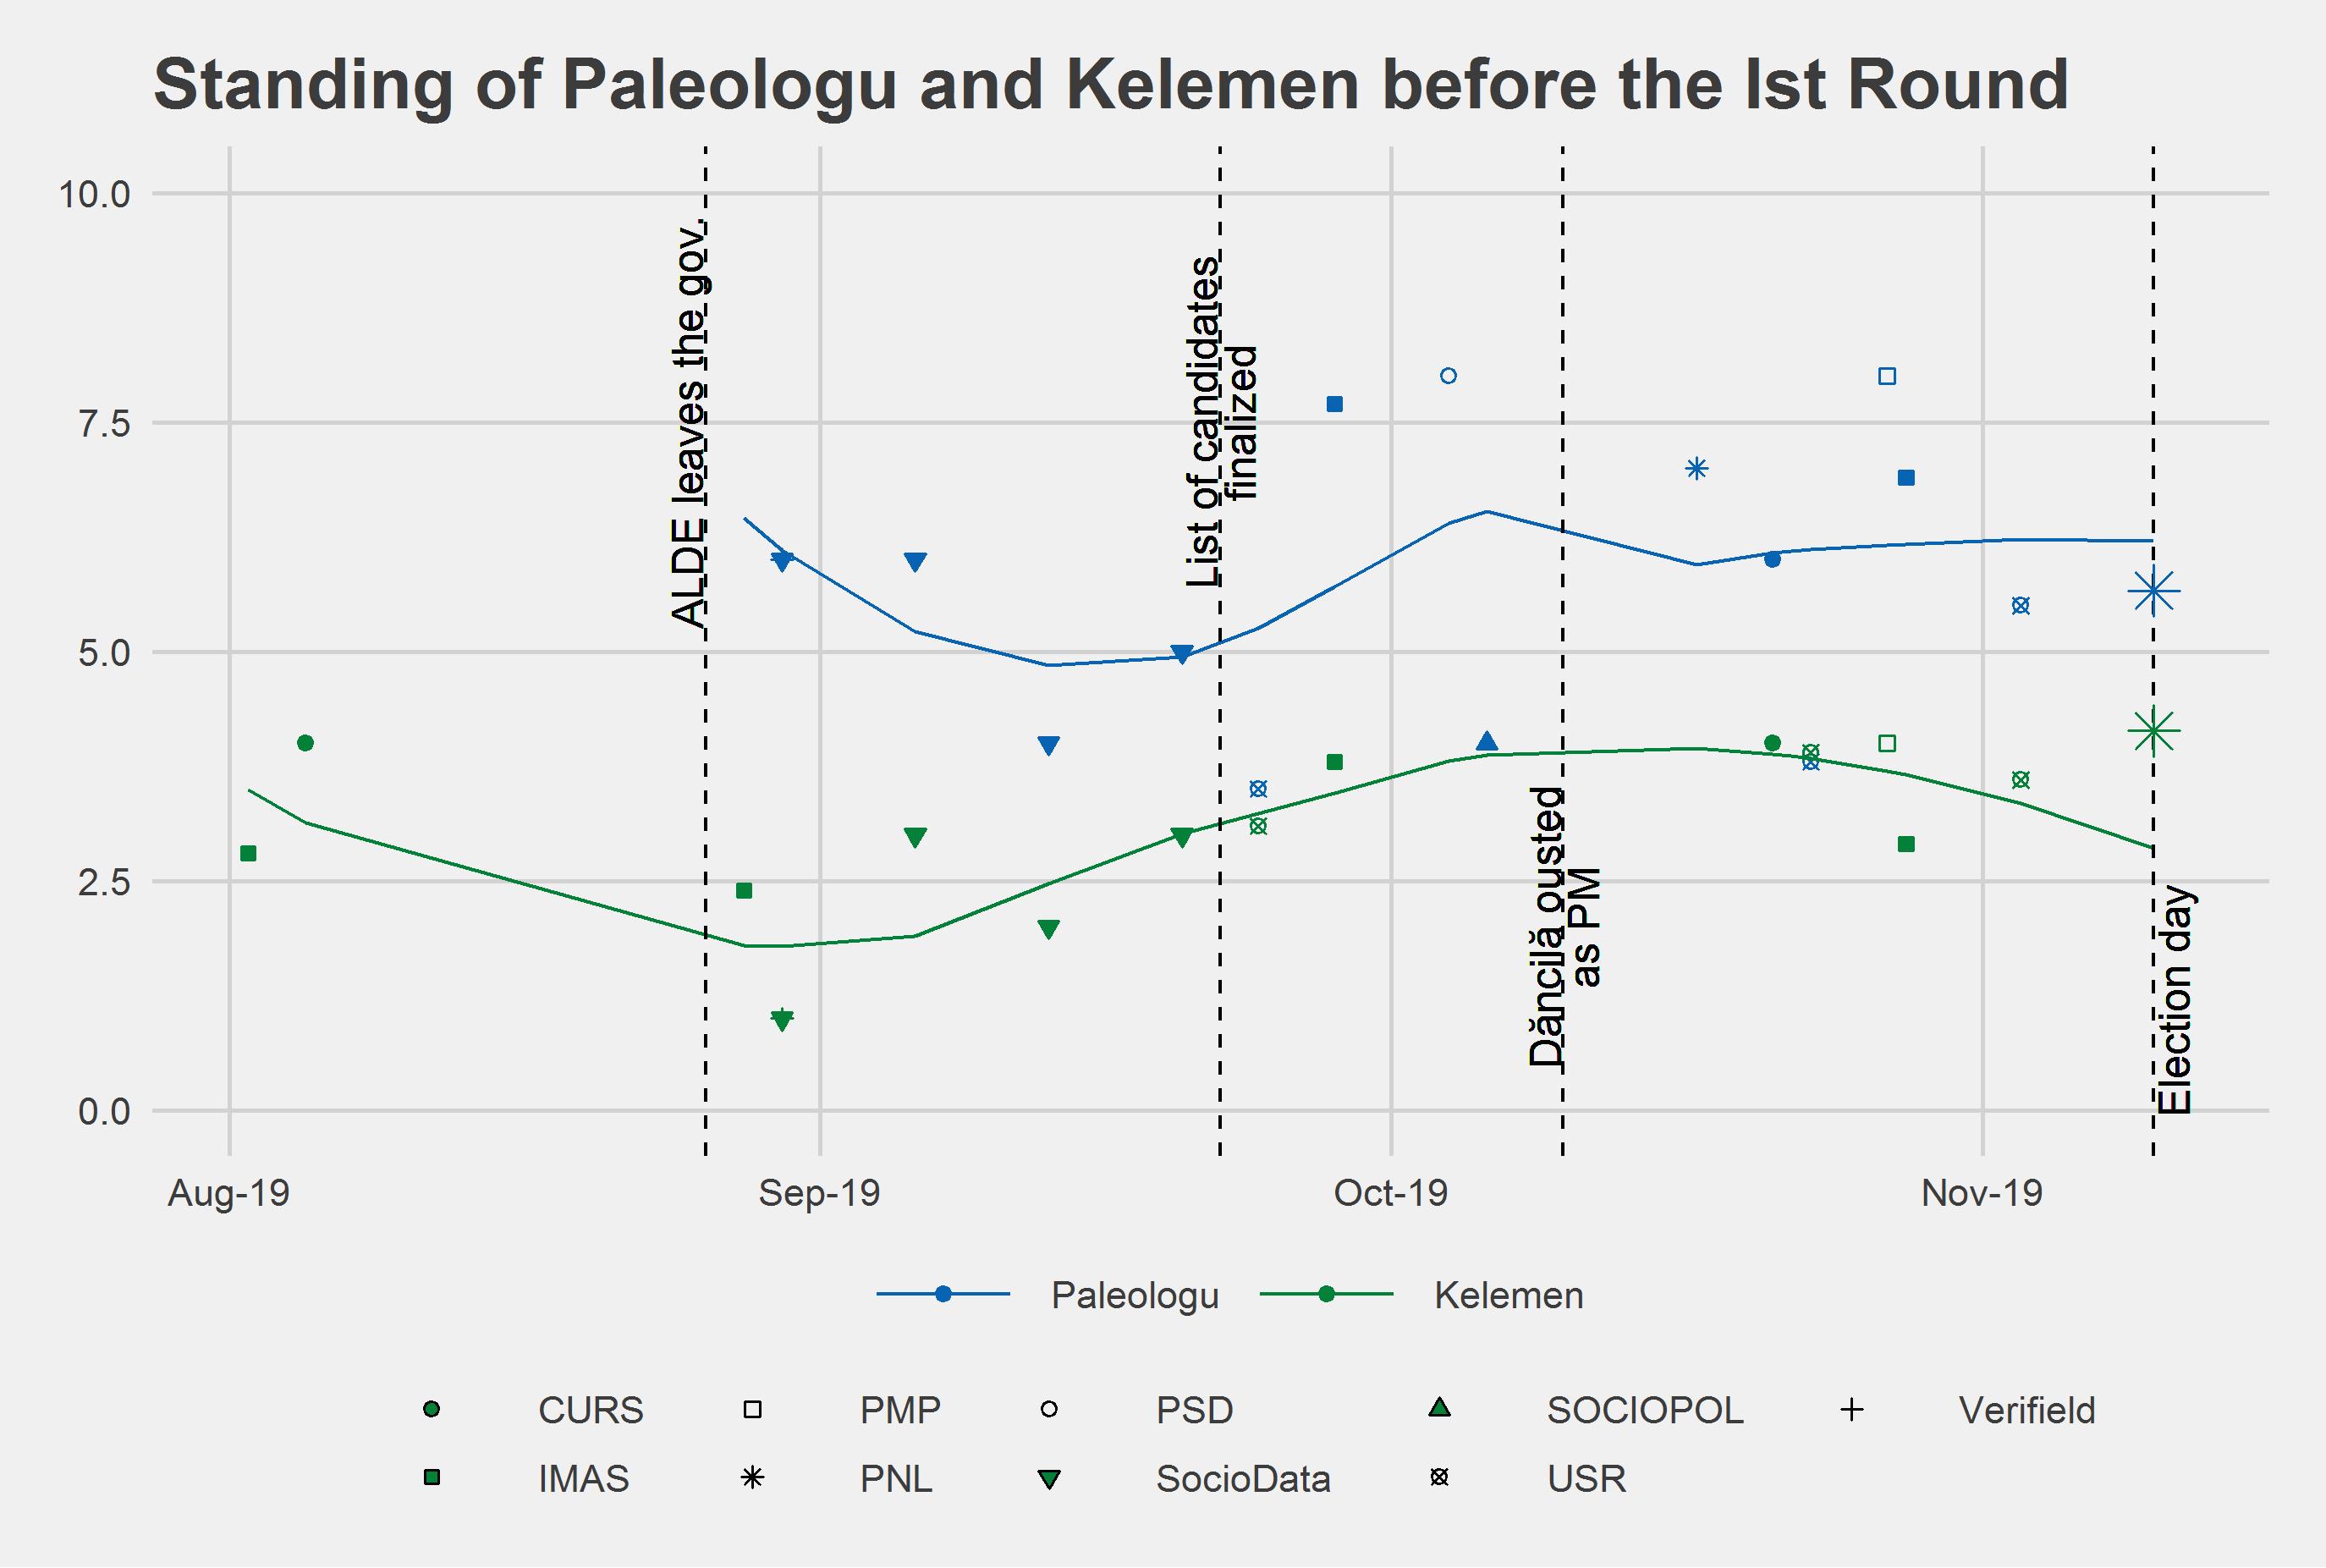 Standing of Paleologu and Kelemen before the Ist Round
10.0
7.5
5.0
2.5
0.0
ALDE leaves the gov.
List of candidates
finalized
Dăncilă ousted
as PM
Election day
Aug-19
Sep-19
Oct-19
Nov-19
Paleologu
Kelemen
CURS
PMP
PSD
SOCIOPOL
Verifield
IMAS
PNL
SocioData
USR